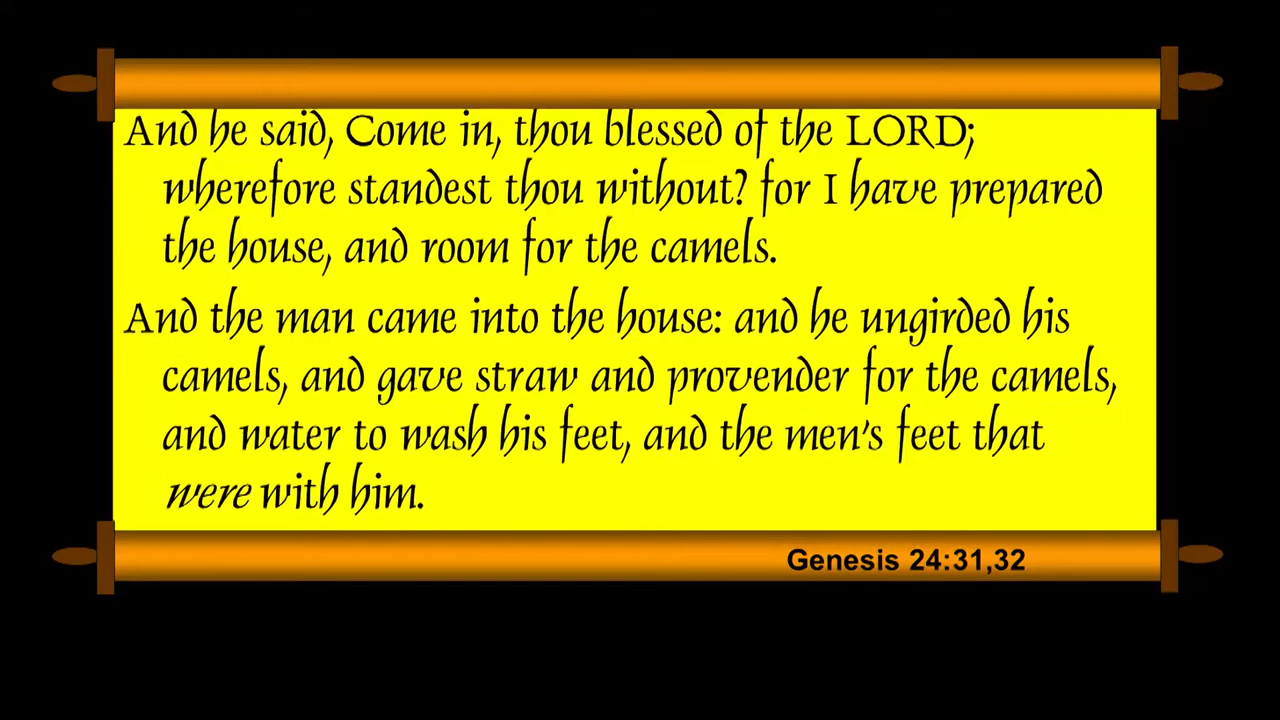 And he said, Come in, thou blessed of the LORD;
wherefore standest thou without? for I have prepared
the house, and room for the camels.
And the man came into the house: and he ungirded his
camels, and gave straw and provender for the camels,
and water to wash his feet, and the men's feet that
were with him.
Genesis 24:31,32